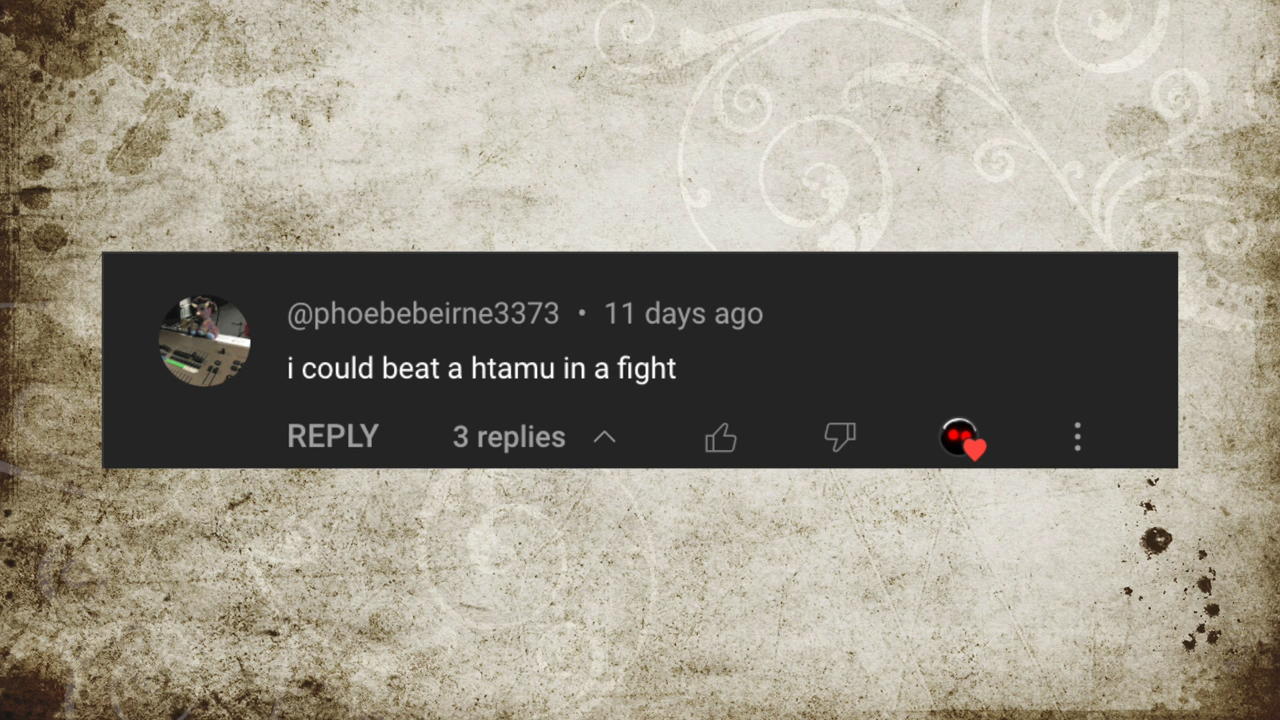 @phoebebeirne3373 • 11 days ago
i could beat a htamu in a fight
REPLY 3 replies